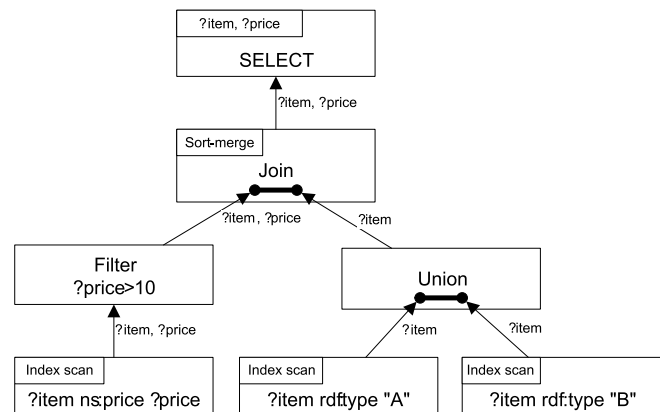 ?item, ?price
SELECT
?item, ?price
Sort-merge
Join
?item, ?price
?item
Filter
?price>10
Union
?item, ?price
?item
?item
Index scan
?item ns:price ?price
Index scan
?item rdf:type "A"
Index scan
?item rdf:type "B"